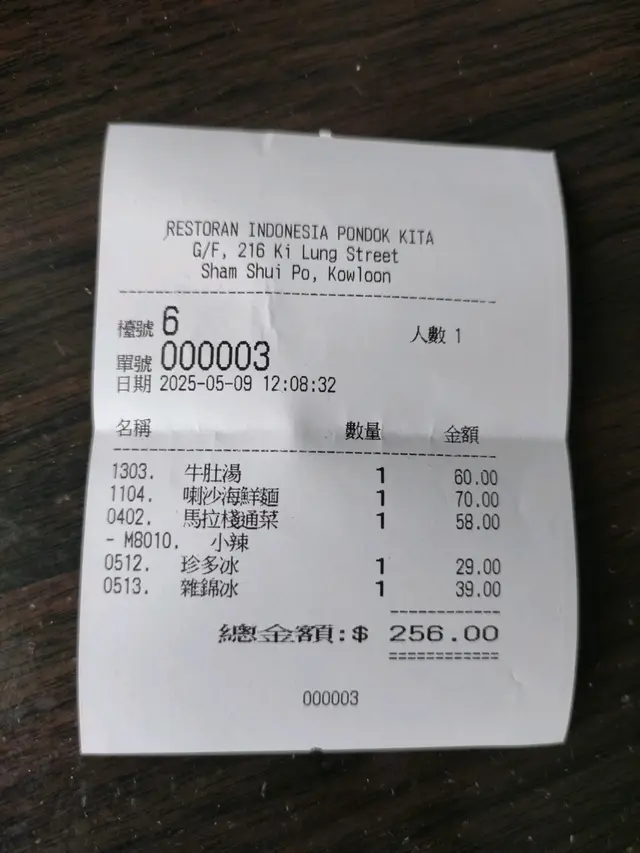 RESTORAN INDONESIA PONDOK KITA
G/F, 216 Ki Lung Street
Sham Shui Po, Kowloon
檯號 6 人數 1
單號 000003
日期 2025-05-09 12:08:32
名稱 數量 金額
1303. 牛肚湯 1 60.00
1104. 喇沙海鮮麵 1 70.00
0402. 馬拉棧通菜 1 58.00
- M8010. 小辣
0512. 珍多冰 1 29.00
0513. 雜錦冰 1 39.00
總金額:$ 256.00
000003